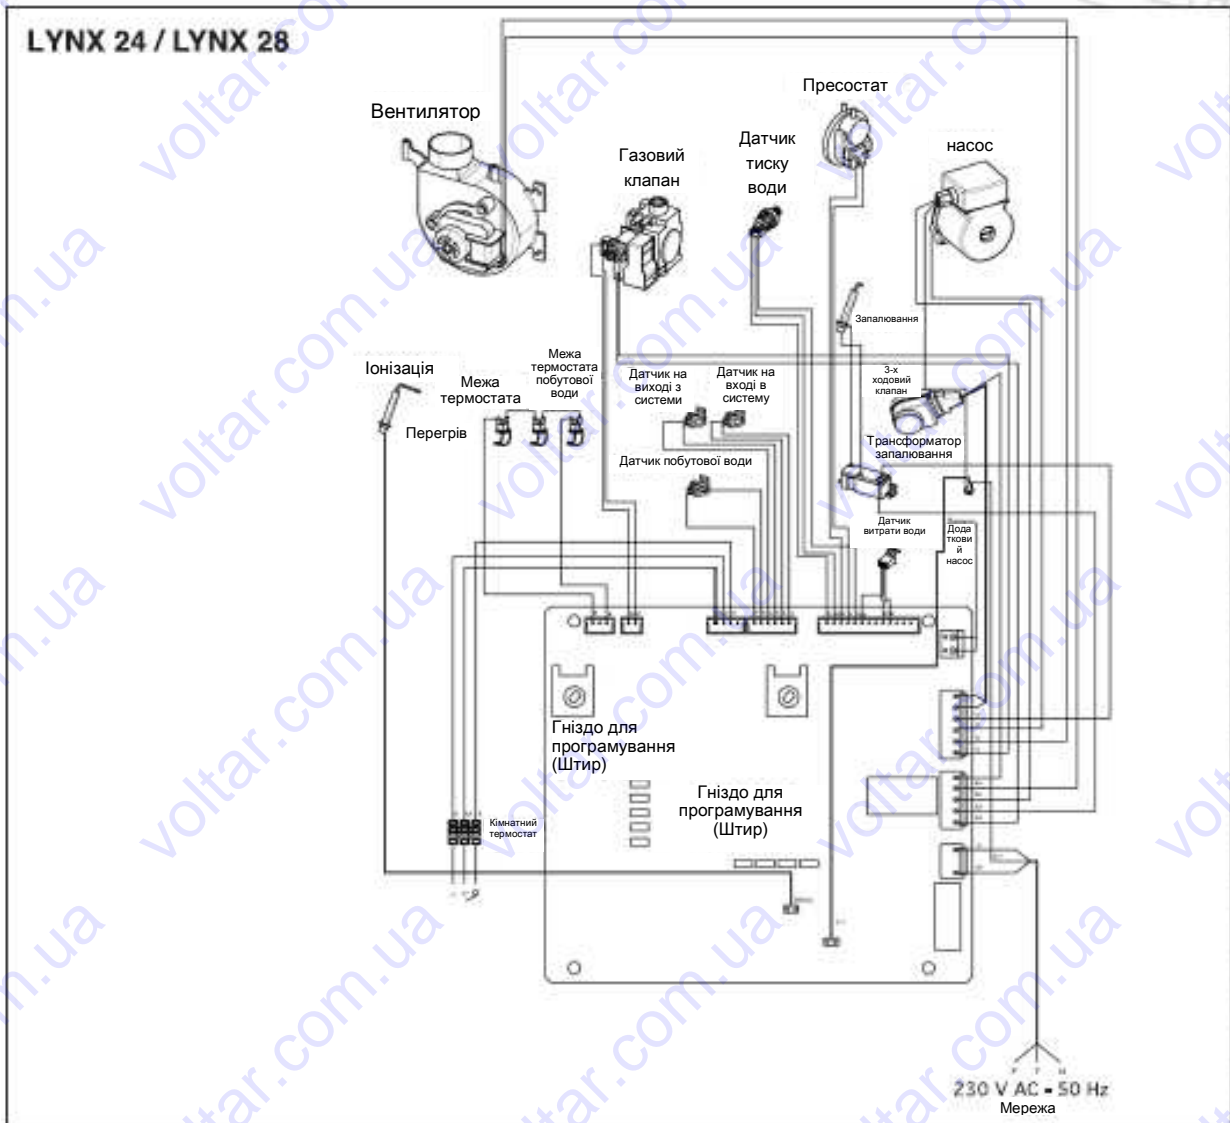 LYNX 24 / LYNX 28
Вентилятор
Газовий
клапан
Датчик
тиску
води
Пресостат
насос
Запалювання
3-х
ходовий
клапан
Трансформатор
запалювання
Іонізація
Межа
термостата
Перегрів
Межа
термостата
побутової
води
Датчик на
виході з
системи
Датчик на
вході в
систему
Датчик побутової води
Датчик
витрати води
Дода
ткови
й
насос
Гніздо для
програмування
(Штир)
Гніздо для
програмування
(Штир)
Кімнатний
термостат
230 V AC - 50 Hz
Мережа
voltar.com.ua